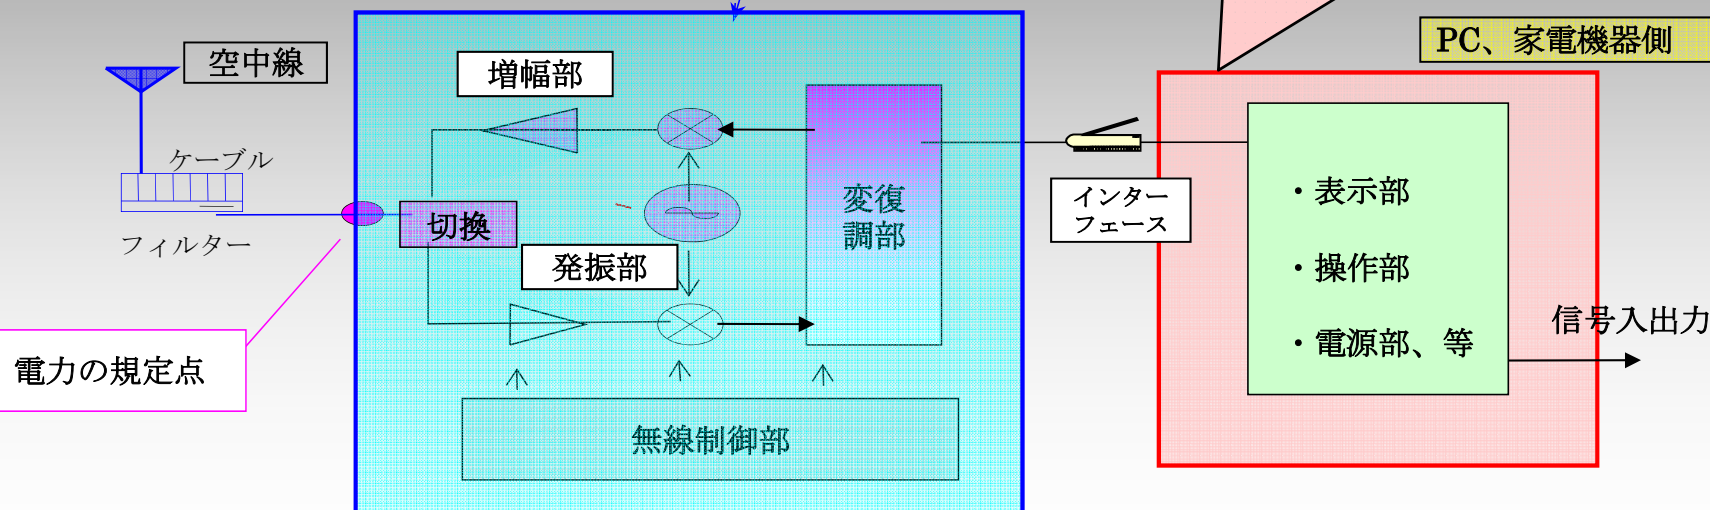 PC、家電機器側
空中線
増幅部
ケーブル
変復
調部
インター
フェース
・表示部
切換
フィルター
発振部
・操作部
信号入出力
・電源部、等
電力の規定点
無線制御部